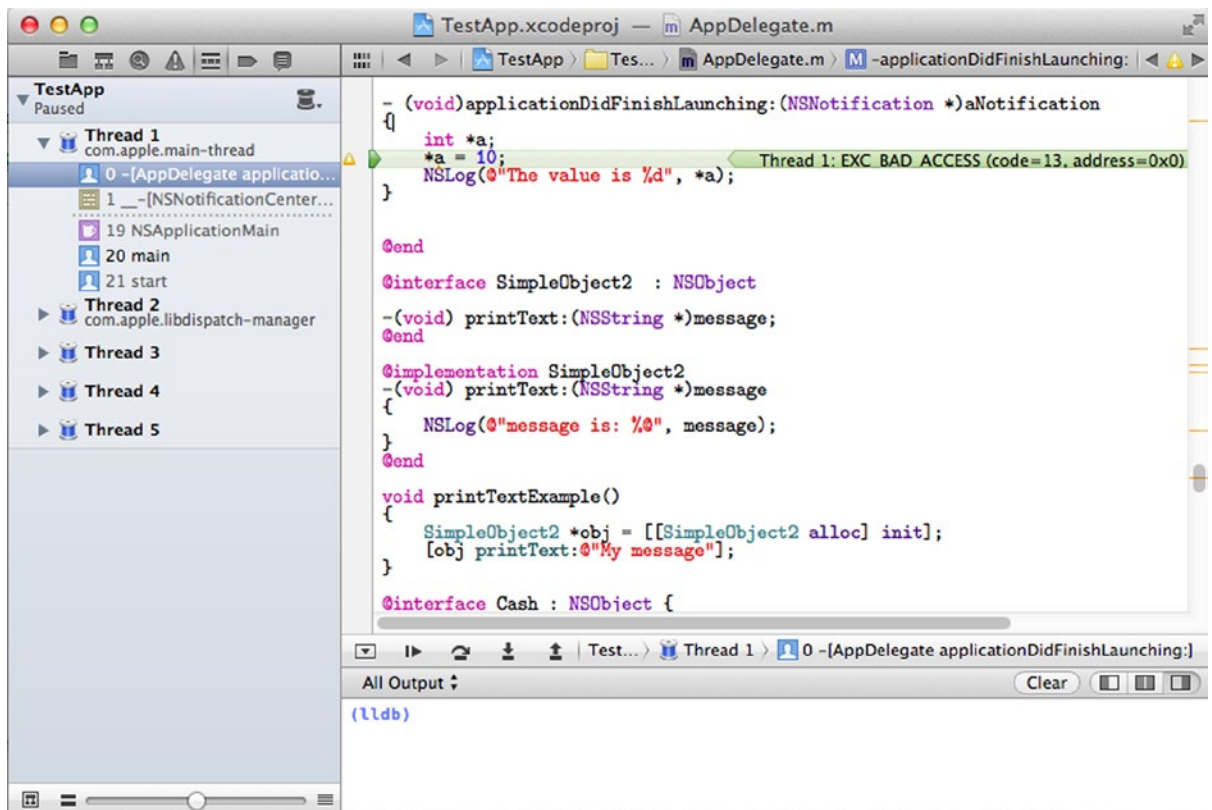 TestApp.xcodeproj — AppDelegate.m
TestApp 〉 Tes... 〉 AppDelegate.m 〉 M -applicationDidFinishLaunching:
TestApp
Paused
Thread 1
com.apple.main-thread
0 -[AppDelegate applicatio...
1 __-[NSNotificationCenter...
19 NSApplicationMain
20 main
21 start
Thread 2
com.apple.libdispatch-manager
Thread 3
Thread 4
Thread 5
- (void)applicationDidFinishLaunching:(NSNotification *)aNotification
{
int *a;
*a = 10; Thread 1: EXC_BAD_ACCESS (code=13, address=0x0)
NSLog(@"The value is %d", *a);
}
@end
@interface SimpleObject2 : NSObject
-(void) printText:(NSString *)message;
@end
@implementation SimpleObject2
-(void) printText:(NSString *)message
{
NSLog(@"message is: %@", message);
}
@end
void printTextExample()
{
SimpleObject2 *obj = [[SimpleObject2 alloc] init];
[obj printText:@"My message"];
}
@interface Cash : NSObject {
Test... 〉 Thread 1 〉 0 -[AppDelegate applicationDidFinishLaunching:]
All Output Clear
(lldb)